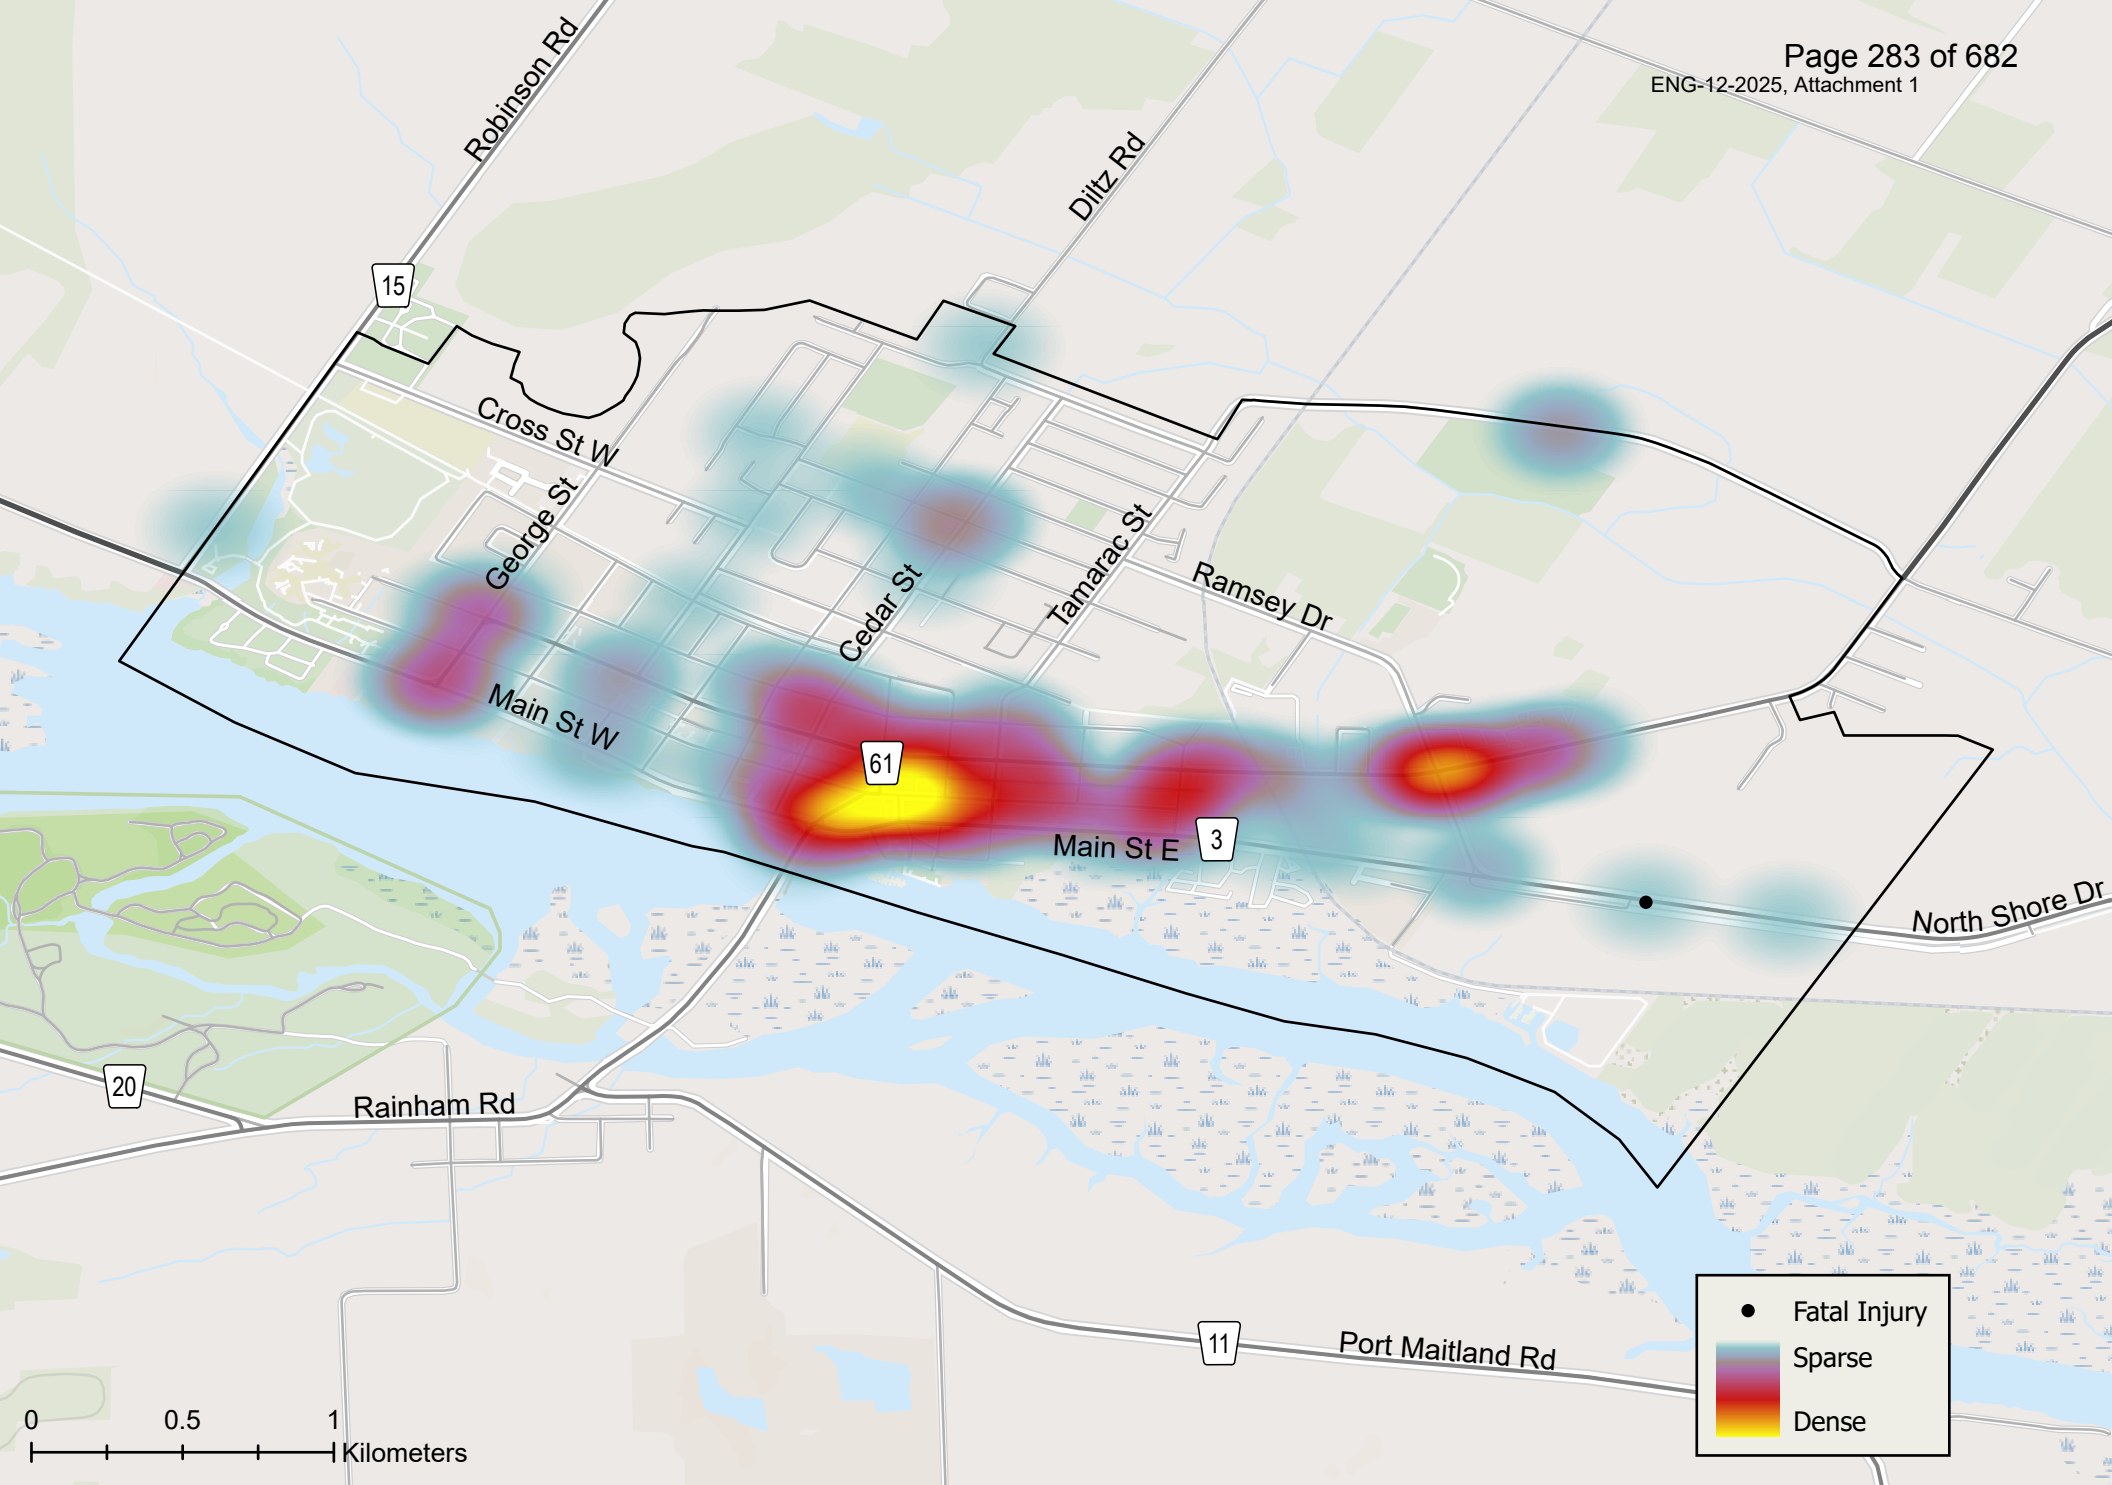 Page 283 of 682
ENG-12-2025, Attachment 1
Robinson Rd
Diltz Rd
15
Cross St W
George St
Cedar St
Tamarac St
Ramsey Dr
Main St W
61
Main St E
3
North Shore Dr
20
Rainham Rd
11
Port Maitland Rd
Fatal Injury
Sparse
Dense
0 0.5 1
Kilometers